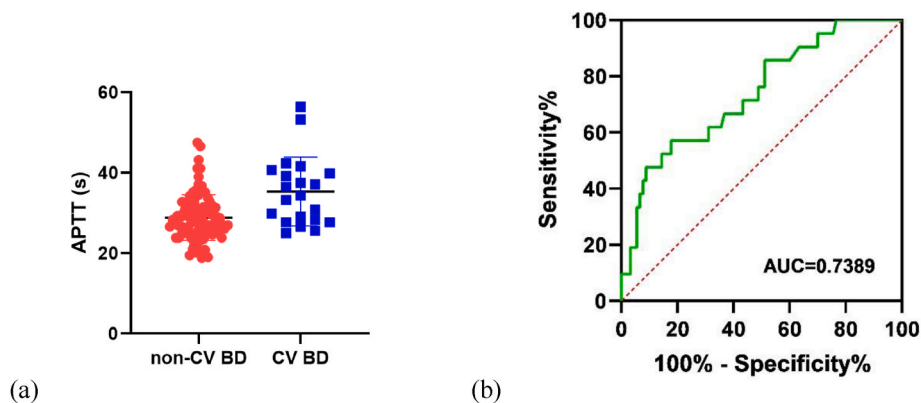 60
40
20
0
APTT (s)
non-CV BD
CV BD
(a)
100
80
60
40
20
0
Sensitivity%
AUC=0.7389
0
20
40
60
80
100
100% - Specificity%
(b)